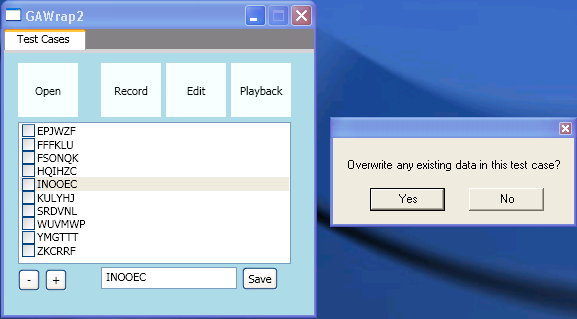 GAWrap2
Test Cases
Open Record Edit Playback
EPJWZF
FFFKLU
FSONQK
HQIHZC
INOOEC
KULYHJ
SRDVNL
WUVMWP
YMGTTT
ZKCRRF
- + INOOEC Save
Overwrite any existing data in this test case?
Yes No